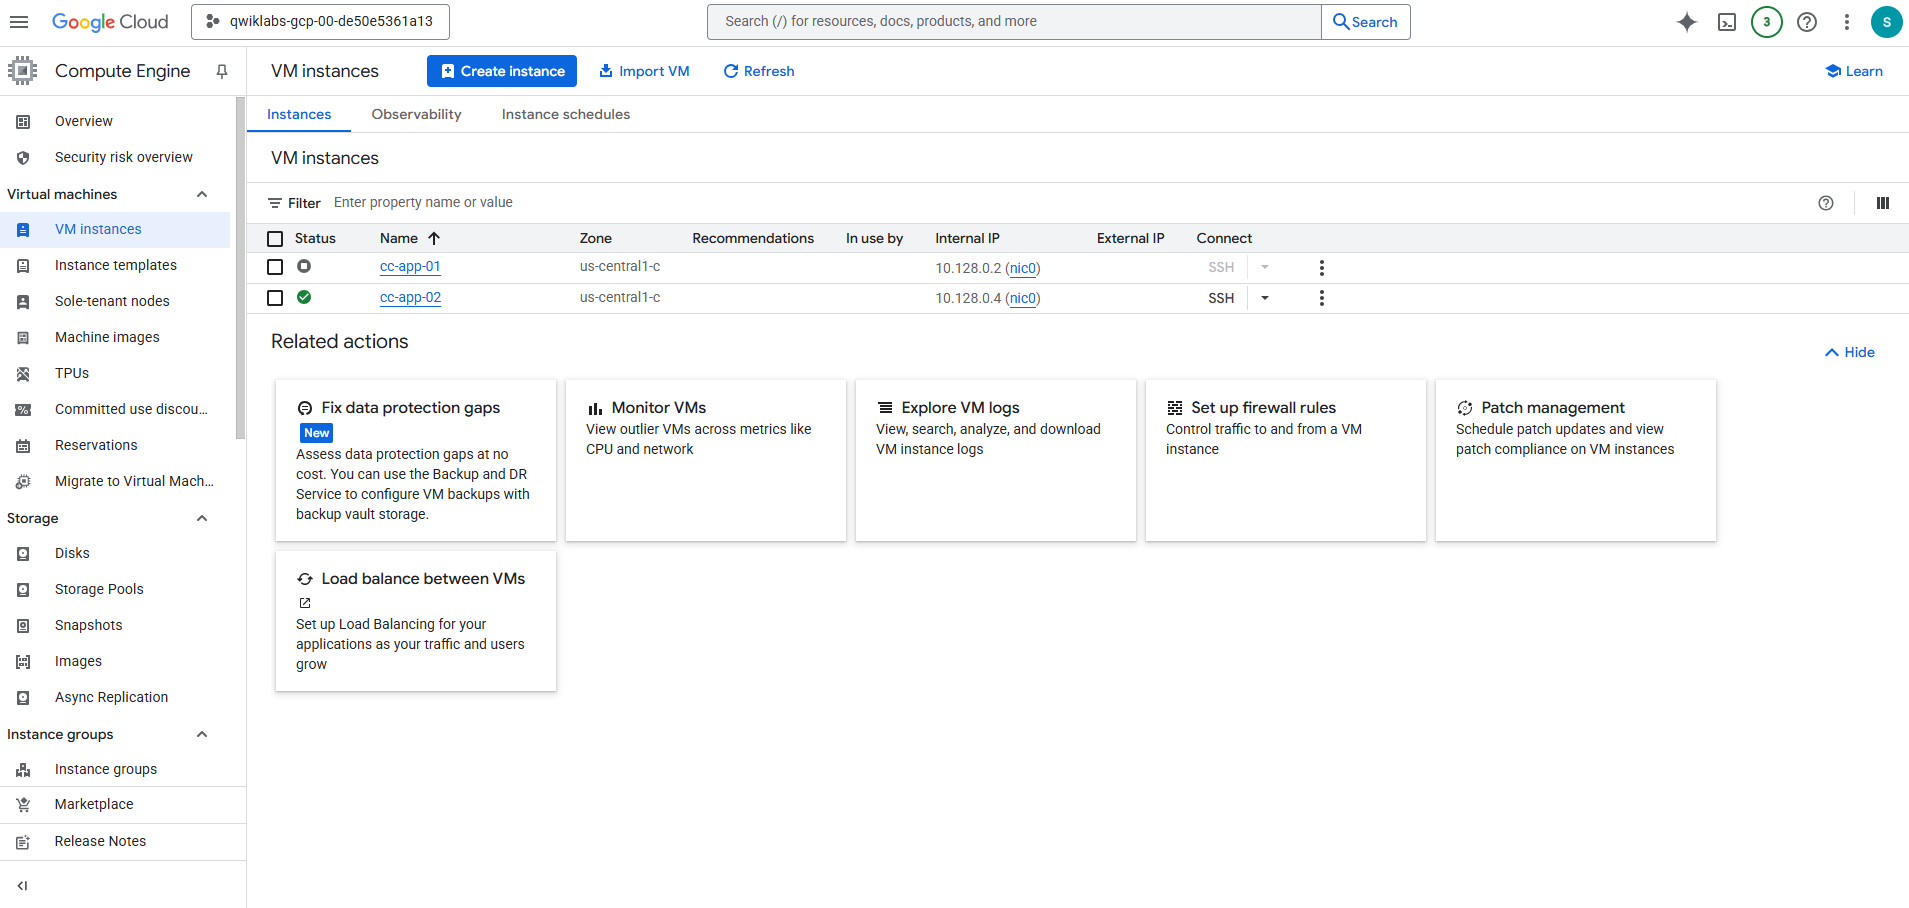 Google Cloud
qwiklabs-gcp-00-de50e5361a13
Search (/) for resources, docs, products, and more
Search
3
S
Compute Engine
VM instances
Create instance
Import VM
Refresh
Learn
Overview
Security risk overview
Virtual machines
VM instances
Instance templates
Sole-tenant nodes
Machine images
TPUs
Committed use discou...
Reservations
Migrate to Virtual Mach...
Storage
Disks
Storage Pools
Snapshots
Images
Async Replication
Instance groups
Instance groups
Marketplace
Release Notes
Instances
Observability
Instance schedules
VM instances
Filter
Enter property name or value
Status
Name
Zone
Recommendations
In use by
Internal IP
External IP
Connect
cc-app-01
us-central1-c
10.128.0.2 (nic0)
SSH
cc-app-02
us-central1-c
10.128.0.4 (nic0)
SSH
Related actions
Hide
Fix data protection gaps
New
Assess data protection gaps at no
cost. You can use the Backup and DR
Service to configure VM backups with
backup vault storage.
Monitor VMs
View outlier VMs across metrics like
CPU and network
Explore VM logs
View, search, analyze, and download
VM instance logs
Set up firewall rules
Control traffic to and from a VM
instance
Patch management
Schedule patch updates and view
patch compliance on VM instances
Load balance between VMs
Set up Load Balancing for your
applications as your traffic and users
grow